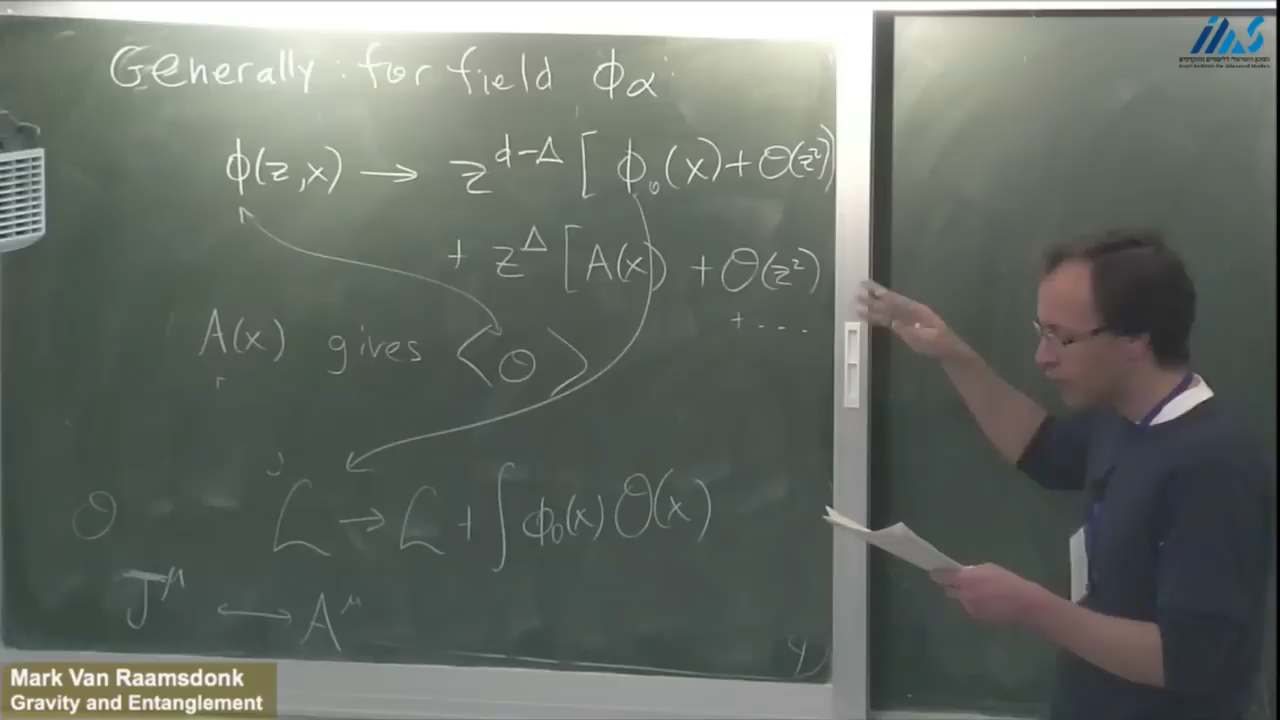 Generally: for field ϕα:
ϕ(z,x) → z^{d-Δ} [ϕ₀(x) + O(z²))
+ z^Δ [A(x) + O(z²)
+ - - - -
A(x) gives ⟨O⟩
O L → L + ∫ ϕ₀(x) O(x)
J^μ ↔ A^μ
Mark Van Raamsdonk
Gravity and Entanglement